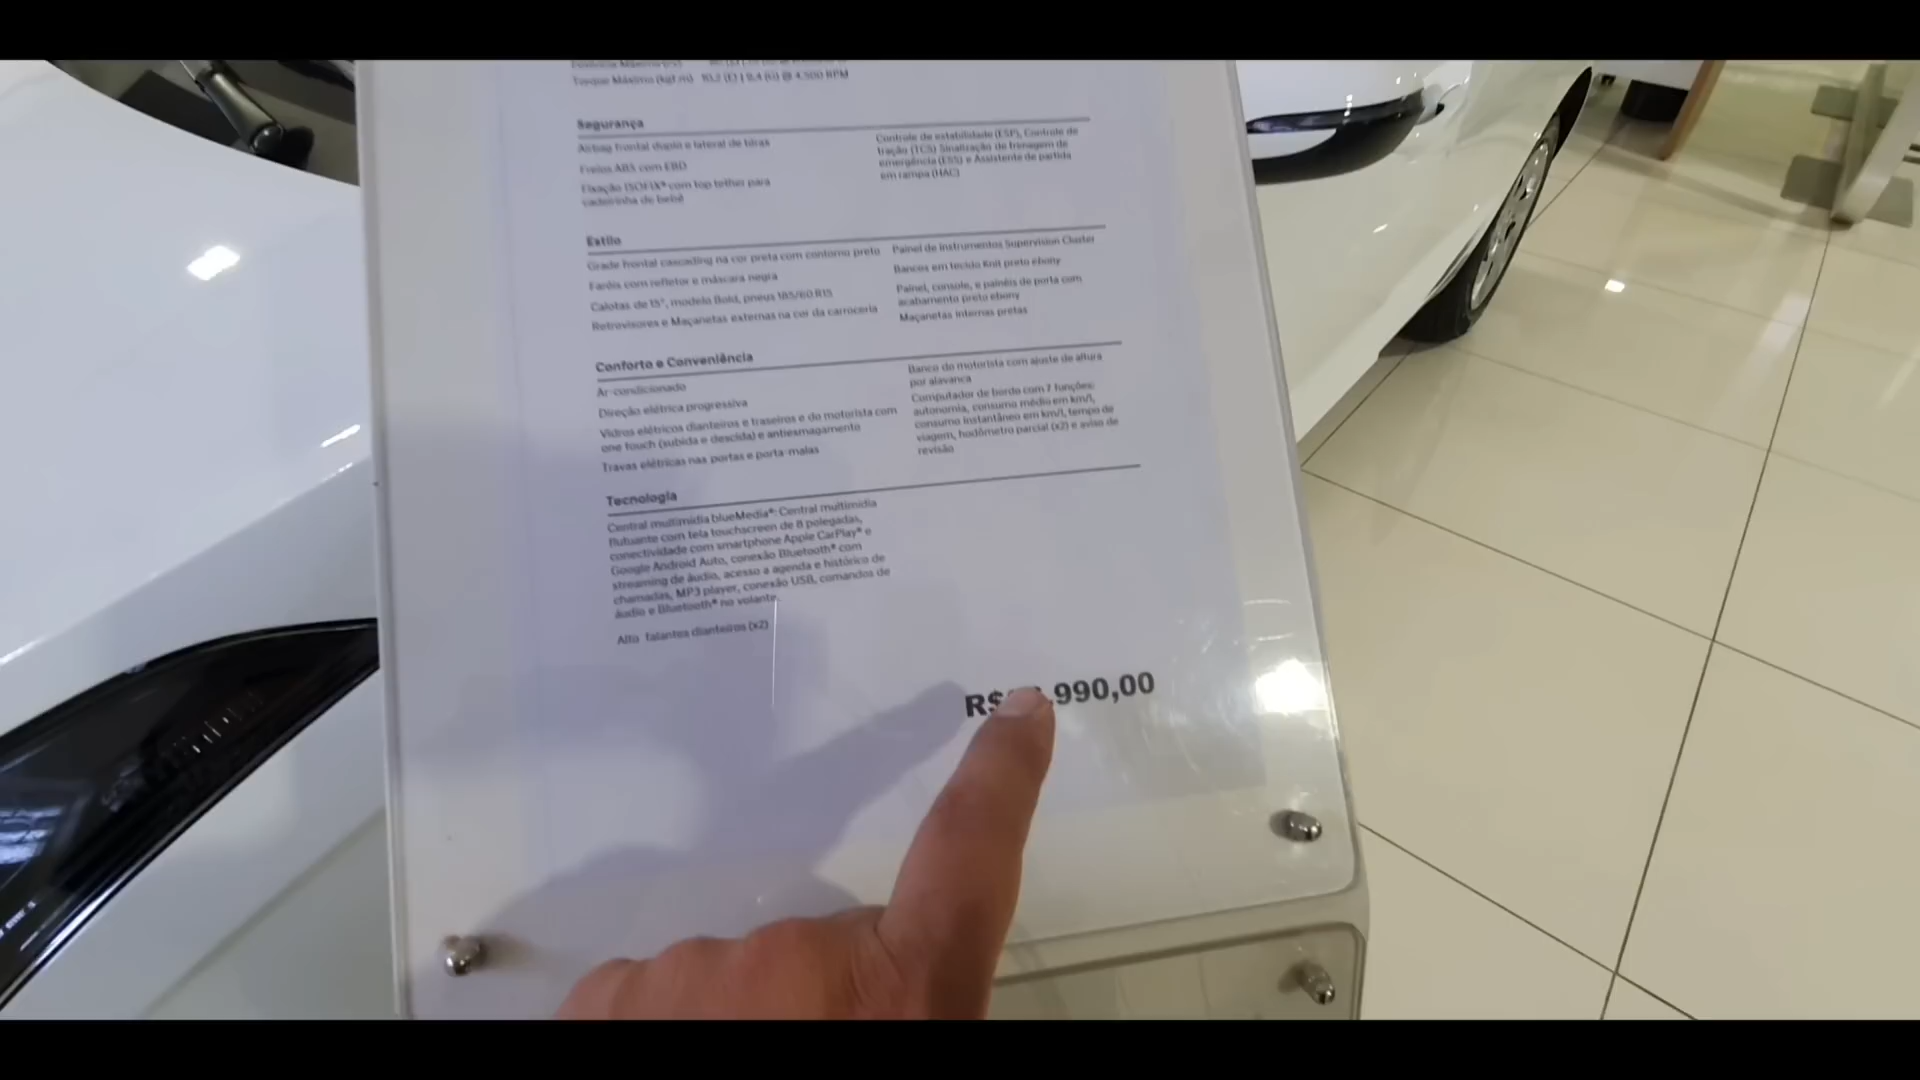 Torque Máximo (kgf.m) 10,2 (E) | 9,4 (G) @ 4.500 RPM
Segurança
Airbag frontal duplo e lateral de tórax
Freios ABS com EBD
Fixação ISOFIX® com top tether para
cadeirinha de bebê
Controle de estabilidade (ESP), Controle de
tração (TCS) Sinalização de frenagem de
emergência (ESS) e Assistente de partida
em rampa (HAC)
Estilo
Grade frontal cascading na cor preta com contorno preto
Faróis com refletor e máscara negra
Calotas de 15", modelo Bold, pneus 185/60 R15
Retrovisores e Maçanetas externas na cor da carroceria
Painel de Instrumentos Supervision Cluster
Bancos em tecido Knit preto ebony
Painel, console, e painéis de porta com
acabamento preto ebony
Maçanetas internas pretas
Conforto e Conveniência
Ar-condicionado
Direção elétrica progressiva
Vidros elétricos dianteiros e traseiros e do motorista com
one touch (subida e descida) e antiesmagamento
Travas elétricas nas portas e porta-malas
Banco do motorista com ajuste de altura
por alavanca
Computador de bordo com 7 funções:
autonomia, consumo médio em km/l,
consumo instantâneo em km/l, tempo de
viagem, hodômetro parcial (x2) e aviso de
revisão
Tecnologia
Central multimídia blueMedia®: Central multimídia
flutuante com tela touchscreen de 8 polegadas,
conectividade com smartphone Apple CarPlay® e
Google Android Auto, conexão Bluetooth® com
streaming de áudio, acesso a agenda e histórico de
chamadas, MP3 player, conexão USB, comandos de
áudio e Bluetooth® no volante.
Alto falantes dianteiros (x2)
R$ .990,00